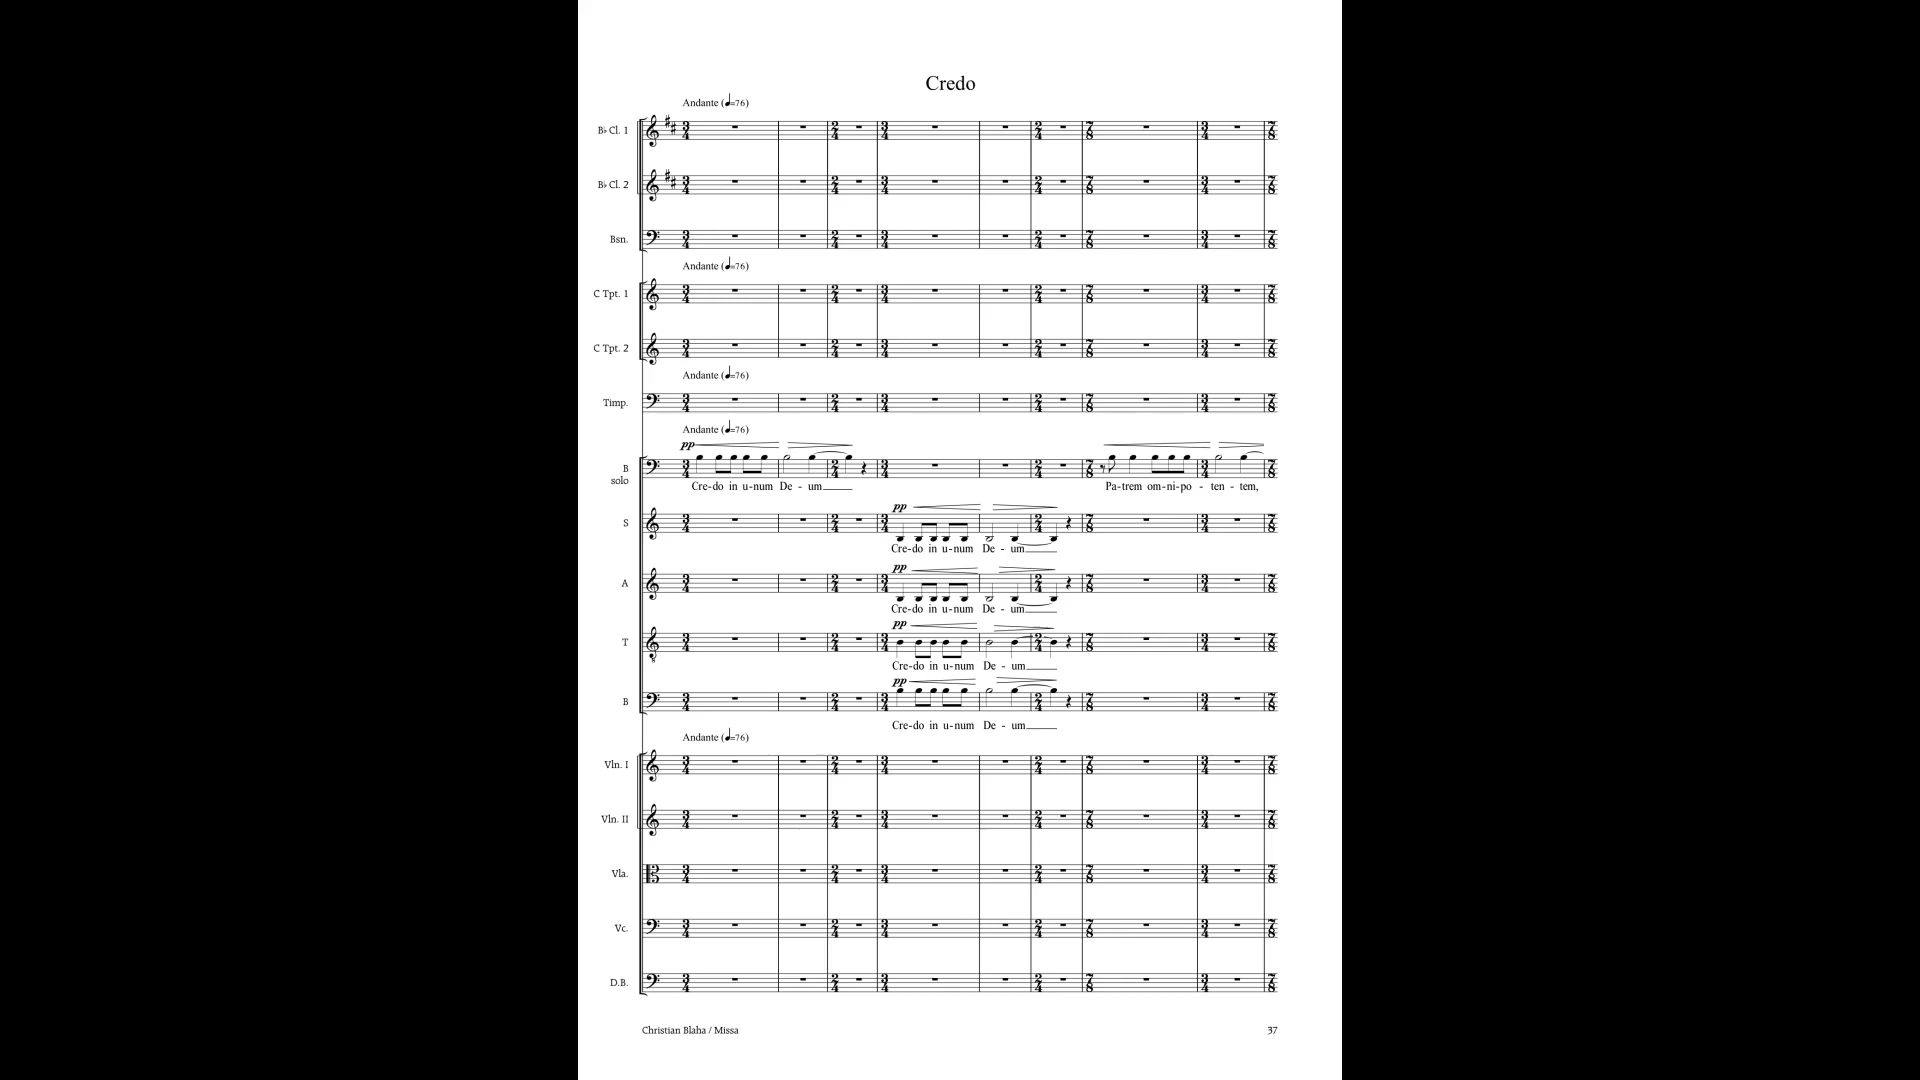 Credo
Andante (♩=76)
B♭ Cl. 1
B♭ Cl. 2
Bsn.
Andante (♩=76)
C Tpt. 1
C Tpt. 2
Andante (♩=76)
Timp.
Andante (♩=76)
pp
B
solo
Cre-do in u-num De - um Pa-trem om-ni-po - ten - tem,
pp
S
Cre-do in u-num De - um
pp
A
Cre-do in u-num De - um
pp
T
Cre-do in u-num De - um
pp
B
Cre-do in u-num De - um
Andante (♩=76)
Vln. I
Vln. II
Vla.
Vc.
D.B.
Christian Blaha / Missa 37